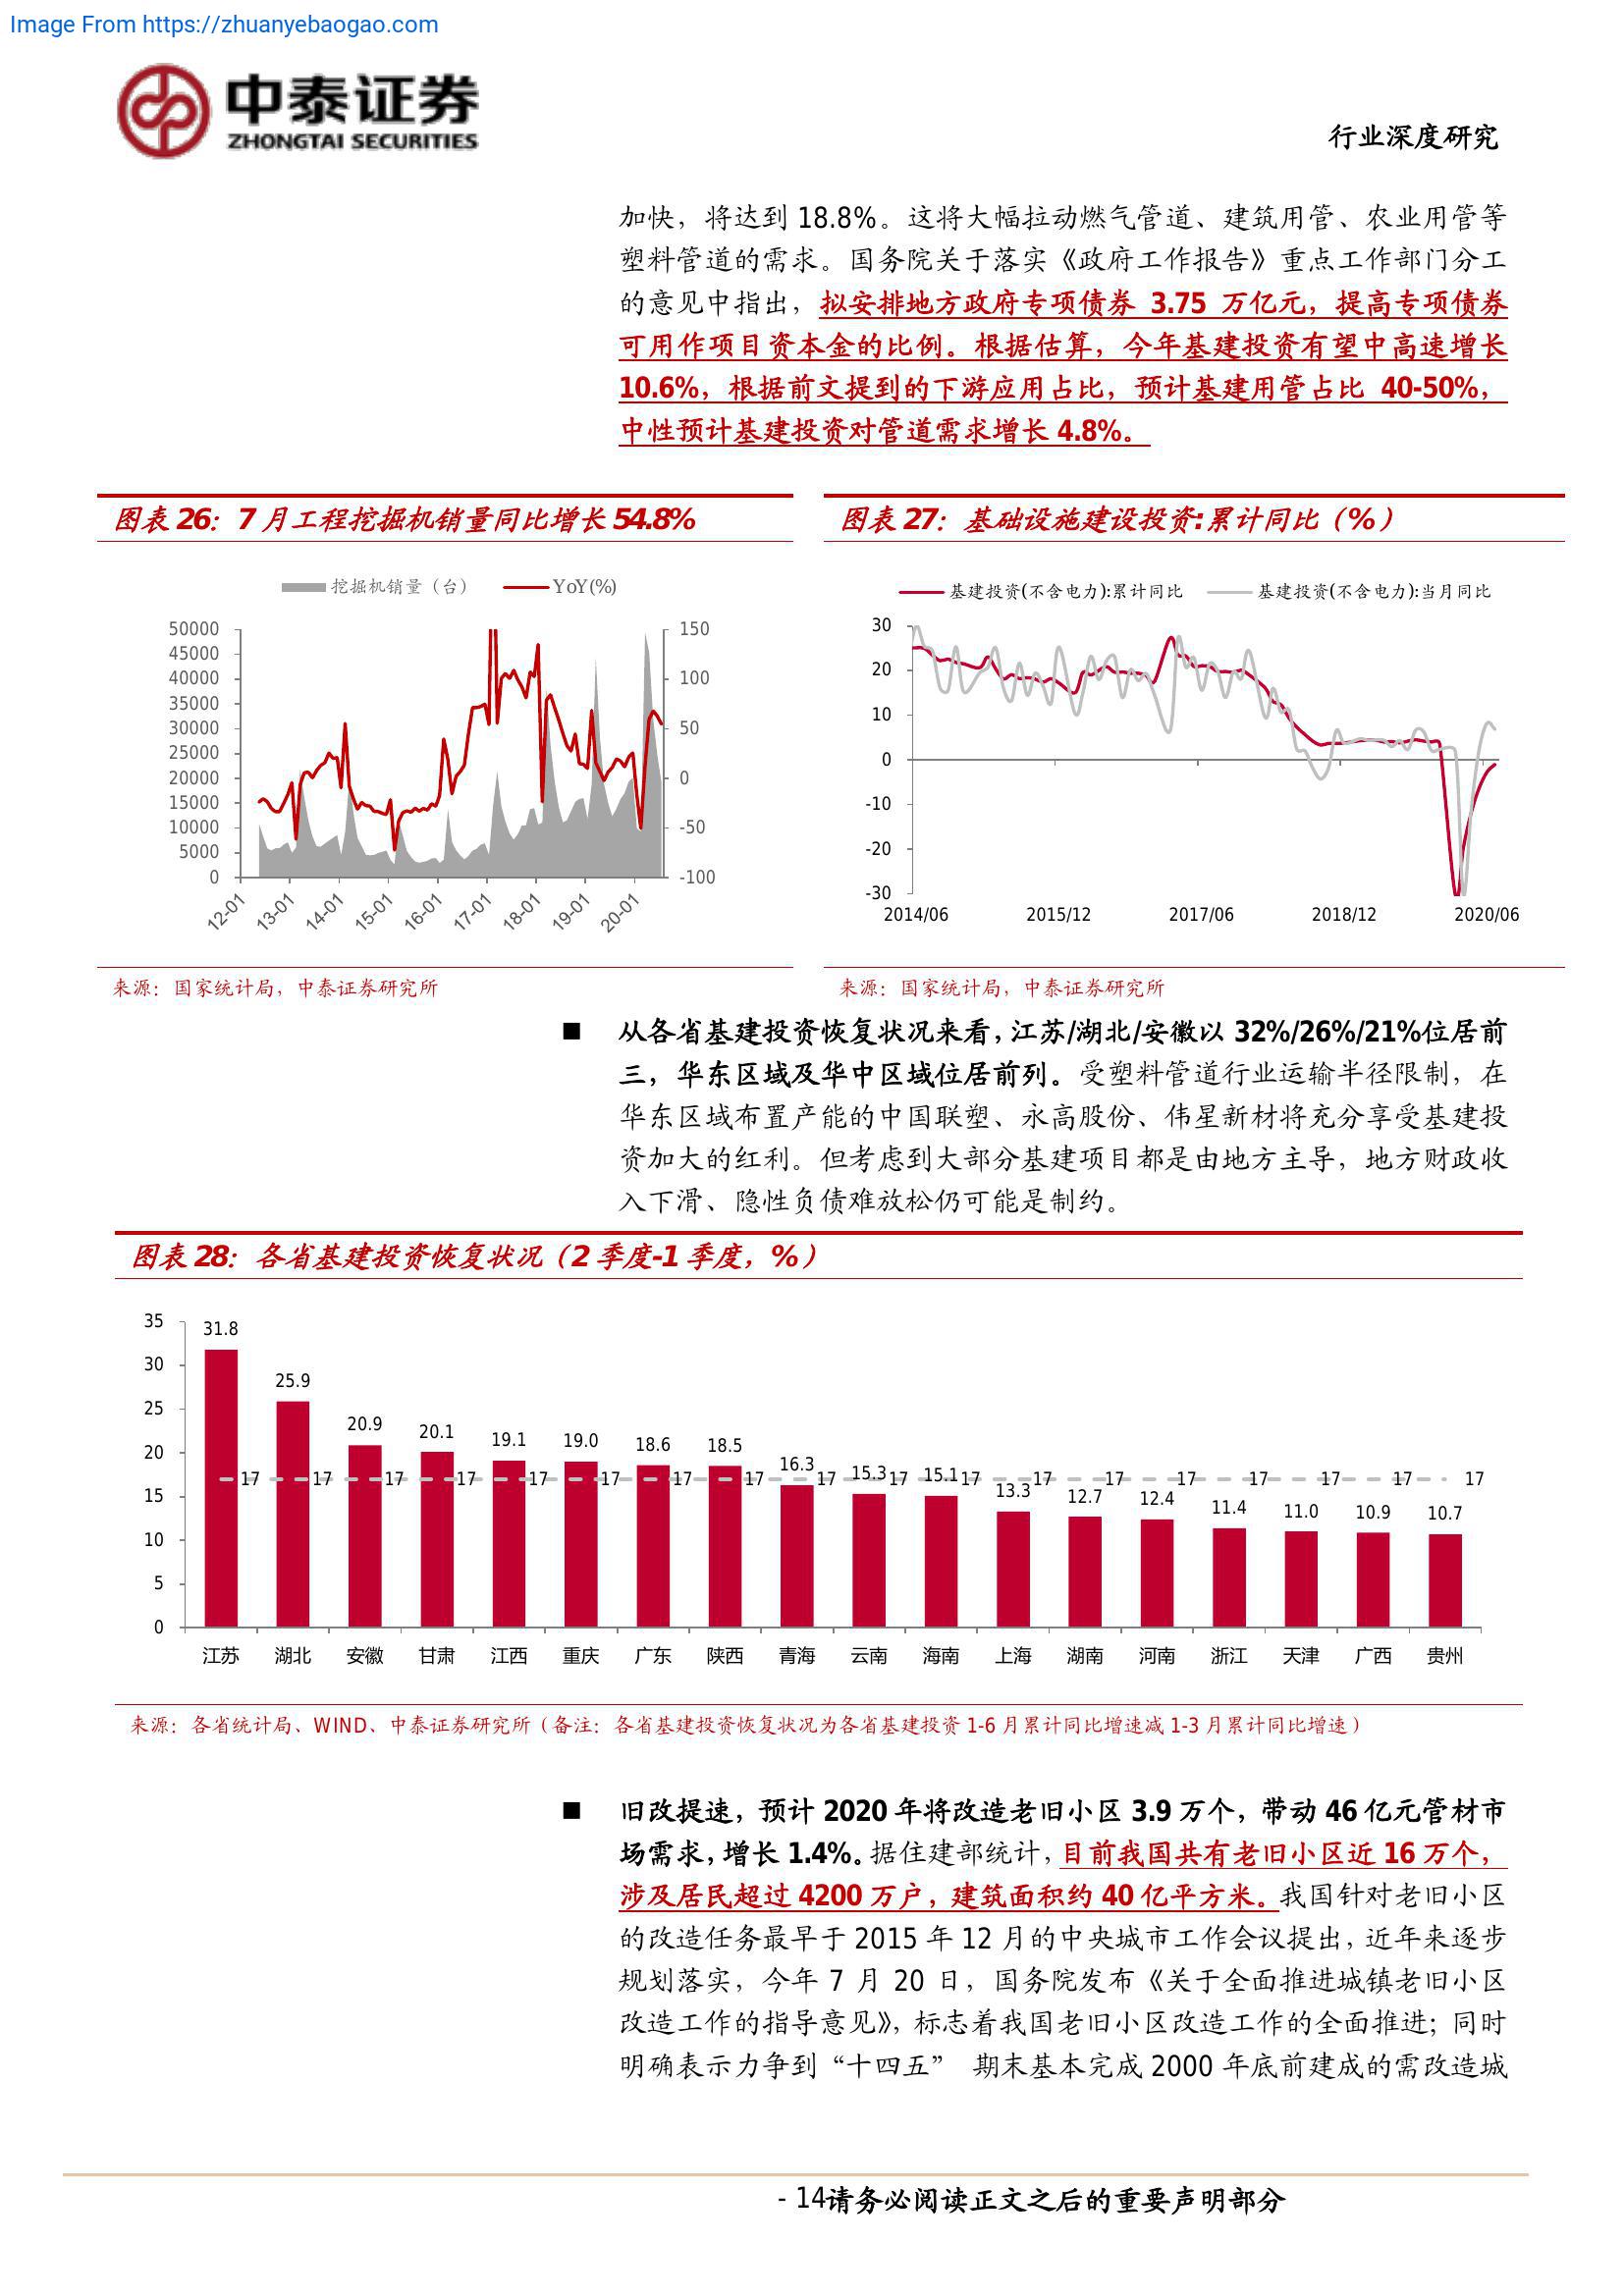 Image From https://zhuanyebaogao.com
中泰证券
ZHONGTAI SECURITIES
行业深度研究
加快，将达到 18.8%。这将大幅拉动燃气管道、建筑用管、农业用管等
塑料管道的需求。国务院关于落实《政府工作报告》重点工作部门分工
的意见中指出，拟安排地方政府专项债券 3.75 万亿元，提高专项债券
可用作项目资本金的比例。根据估算，今年基建投资有望中高速增长
10.6%，根据前文提到的下游应用占比，预计基建用管占比 40-50%，
中性预计基建投资对管道需求增长 4.8%。
图表 26：7 月工程挖掘机销量同比增长 54.8%
挖掘机销量（台） YoY(%)
50000 150
45000
40000 100
35000
30000 50
25000
20000 0
15000
10000 -50
5000
0 -100
12-01 13-01 14-01 15-01 16-01 17-01 18-01 19-01 20-01
来源：国家统计局，中泰证券研究所
图表 27：基础设施建设投资:累计同比（%）
基建投资(不含电力):累计同比 基建投资(不含电力):当月同比
30
20
10
0
-10
-20
-30
2014/06 2015/12 2017/06 2018/12 2020/06
来源：国家统计局，中泰证券研究所
■ 从各省基建投资恢复状况来看，江苏/湖北/安徽以 32%/26%/21%位居前
三，华东区域及华中区域位居前列。受塑料管道行业运输半径限制，在
华东区域布置产能的中国联塑、永高股份、伟星新材将充分享受基建投
资加大的红利。但考虑到大部分基建项目都是由地方主导，地方财政收
入下滑、隐性负债难放松仍可能是制约。
图表 28：各省基建投资恢复状况（2 季度-1 季度，%）
35
30
25
20
15
10
5
0
31.8 25.9 20.9 20.1 19.1 19.0 18.6 18.5 16.3 15.3 15.1 13.3 12.7 12.4 11.4 11.0 10.9 10.7
17 17 17 17 17 17 17 17 17 17 17 17 17 17 17 17 17 17
江苏 湖北 安徽 甘肃 江西 重庆 广东 陕西 青海 云南 海南 上海 湖南 河南 浙江 天津 广西 贵州
来源：各省统计局、WIND、中泰证券研究所（备注：各省基建投资恢复状况为各省基建投资 1-6 月累计同比增速减 1-3 月累计同比增速）
■ 旧改提速，预计 2020 年将改造老旧小区 3.9 万个，带动 46 亿元管材市
场需求，增长 1.4%。据住建部统计，目前我国共有老旧小区近 16 万个，
涉及居民超过 4200 万户，建筑面积约 40 亿平方米。我国针对老旧小区
的改造任务最早于 2015 年 12 月的中央城市工作会议提出，近年来逐步
规划落实，今年 7 月 20 日，国务院发布《关于全面推进城镇老旧小区
改造工作的指导意见》，标志着我国老旧小区改造工作的全面推进；同时
明确表示力争到“十四五” 期末基本完成 2000 年底前建成的需改造城
- 14请务必阅读正文之后的重要声明部分